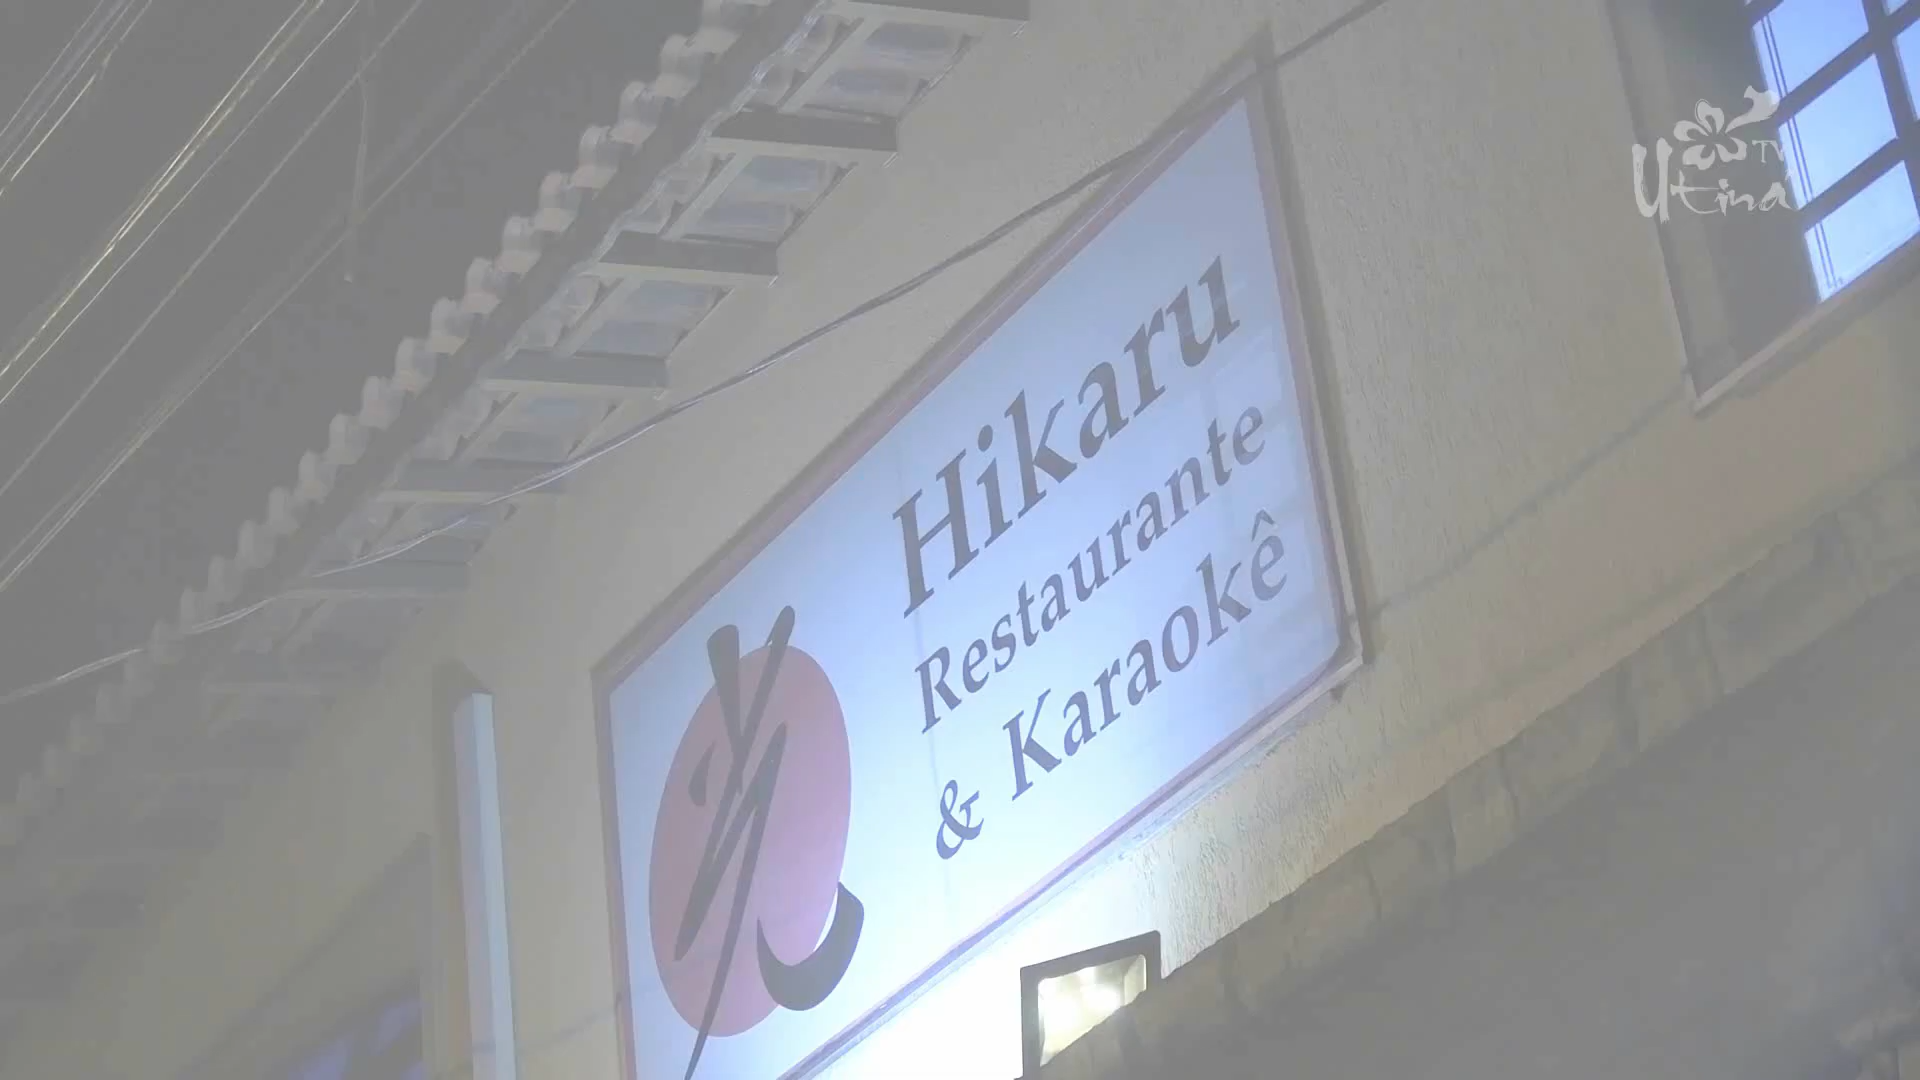 Hikaru
Restaurante
& Karaokê
光
Utina TV